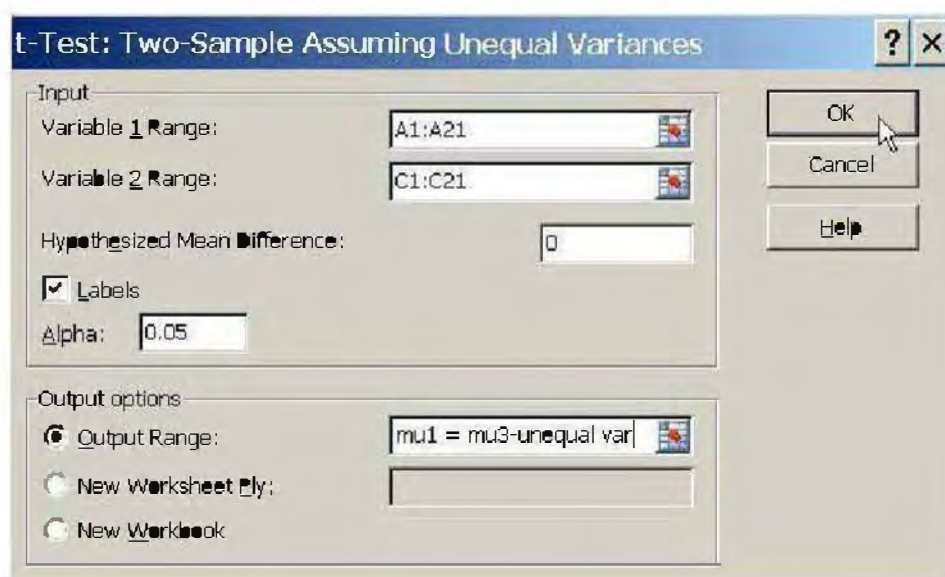 t-Test: Two-Sample Assuming Unequal Variances
? ×
Input
Variable 1 Range:
A1:A21
Variable 2 Range:
C1:C21
Hypothesized Mean Difference:
0
Labels
Alpha:
0.05
OK
Cancel
Help
Output options
Output Range:
mu1 = mu3-unequal var
New Worksheet Ply:
New Workbook